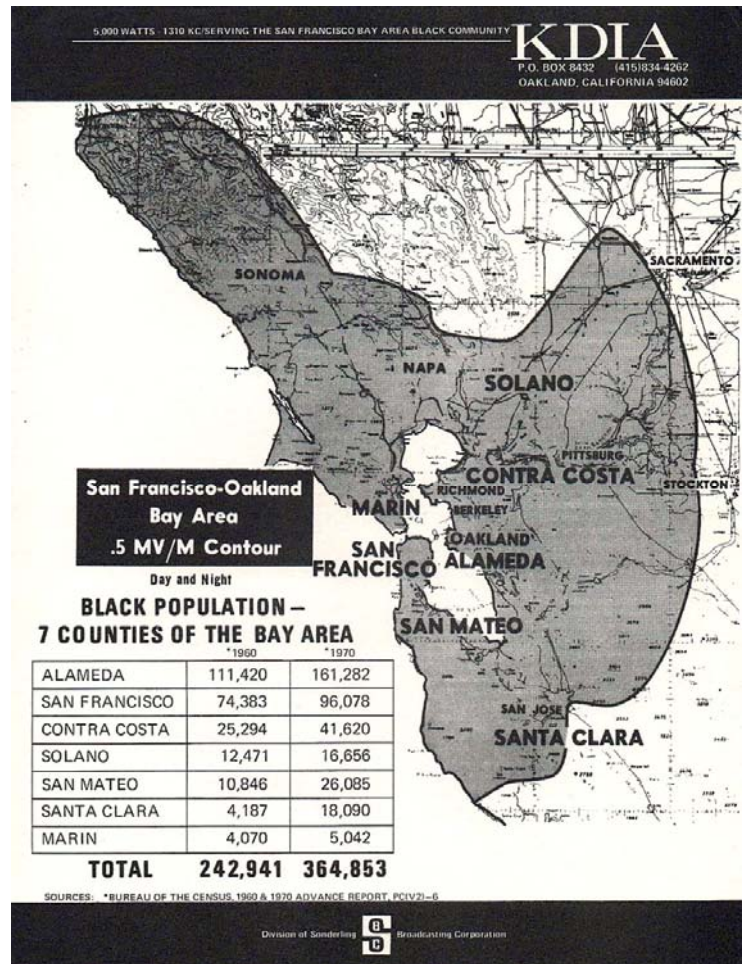 5,000 WATTS - 1310 KC/SERVING THE SAN FRANCISCO BAY AREA BLACK COMMUNITY
KDIA
P.O. BOX 8432 (415)834-4262
OAKLAND, CALIFORNIA 94602
SACRAMENTO
SONOMA
NAPA
SOLANO
PITTSBURG
CONTRA COSTA
STOCKTON
RICHMOND
MARIN
BERKELEY
OAKLAND
ALAMEDA
SAN
FRANCISCO
SAN MATEO
SAN JOSE
SANTA CLARA
San Francisco-Oakland
Bay Area
.5 MV/M Contour
Day and Night
BLACK POPULATION –
7 COUNTIES OF THE BAY AREA
*1960 *1970
ALAMEDA 111,420 161,282
SAN FRANCISCO 74,383 96,078
CONTRA COSTA 25,294 41,620
SOLANO 12,471 16,656
SAN MATEO 10,846 26,085
SANTA CLARA 4,187 18,090
MARIN 4,070 5,042
TOTAL 242,941 364,853
SOURCES: *BUREAU OF THE CENSUS, 1960 & 1970 ADVANCE REPORT, PC(V2)-6
Division of Sonderling SBC Broadcasting Corporation